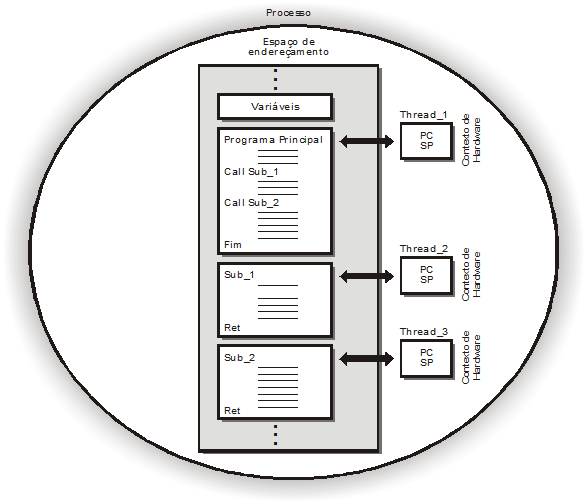 Processo
Espaço de
endereçamento
Variáveis
Programa Principal
Call Sub_1
Call Sub_2
Fim
Thread_1
PC
SP
Contexto de
Hardware
Sub_1
Ret
Thread_2
PC
SP
Contexto de
Hardware
Sub_2
Ret
Thread_3
PC
SP
Contexto de
Hardware